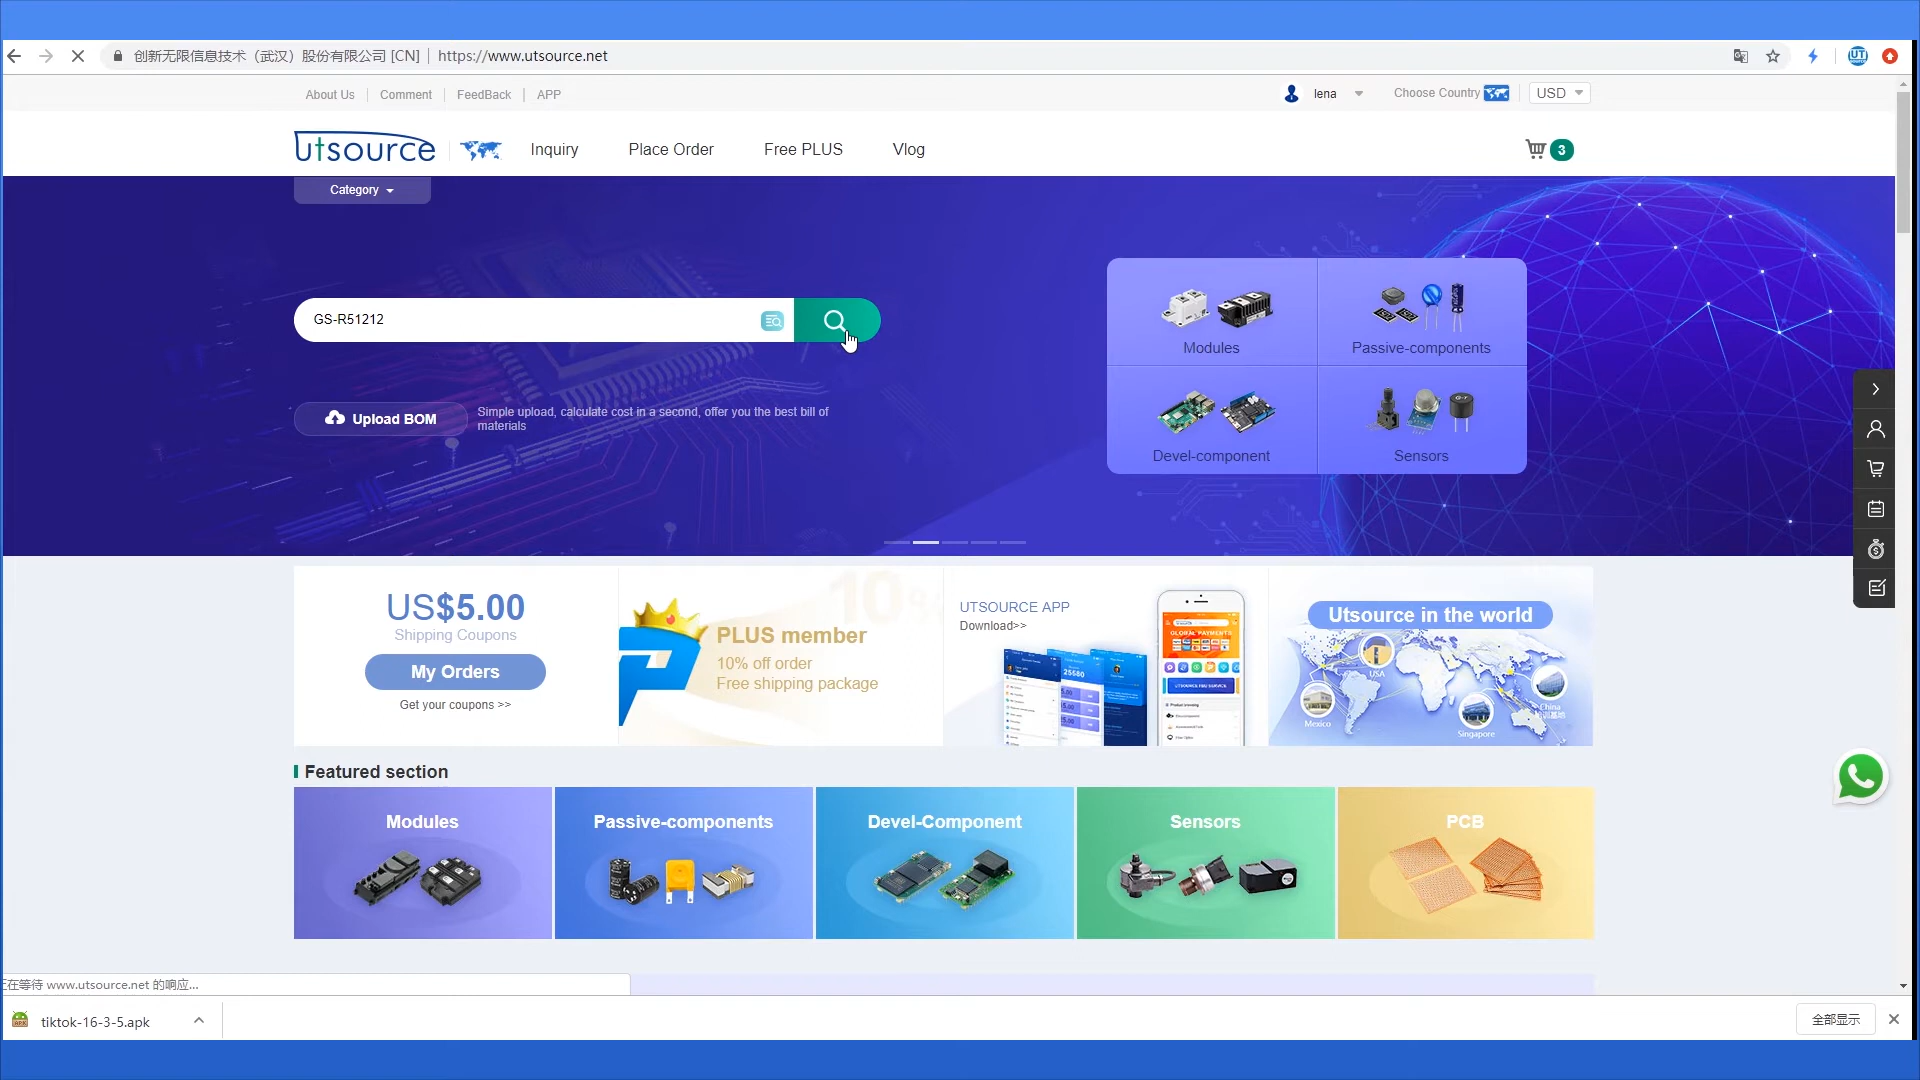 创新无限信息技术（武汉）股份有限公司 [CN] | https://www.utsource.net
About Us | Comment | FeedBack | APP
lena
Choose Country
USD
utsource
Inquiry
Place Order
Free PLUS
Vlog
3
Category
GS-R51212
Upload BOM
Simple upload, calculate cost in a second, offer you the best bill of
materials
Modules
Passive-components
Devel-component
Sensors
US$5.00
Shipping Coupons
My Orders
Get your coupons >>
10%
PLUS member
10% off order
Free shipping package
UTSOURCE APP
Download>>
GLOBAL PAYMENTS
25680
Utsource in the world
USA
Mexico
Singapore
China
Featured section
Modules
Passive-components
Devel-Component
Sensors
PCB
正在等待 www.utsource.net 的响应...
tiktok-16-3-5.apk
全部显示